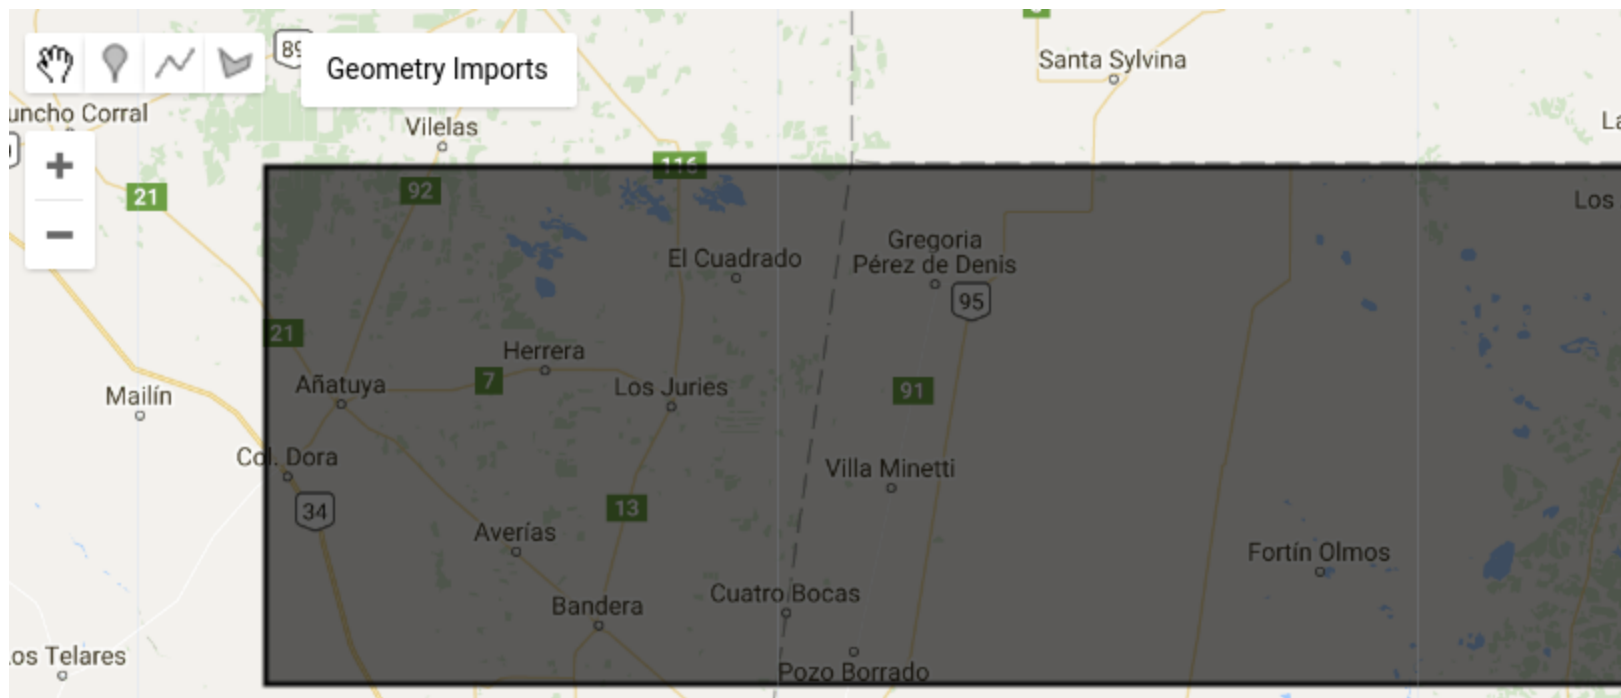 89
Geometry Imports
Santa Sylvina
uncho Corral
Vilelas
116
21
92
Los
Gregoria
Pérez de Denis
El Cuadrado
95
21
Herrera
7
Añatuya
Los Juries
91
Mailín
Col. Dora
Villa Minetti
34
13
Averías
Fortín Olmos
Cuatro Bocas
Bandera
os Telares
Pozo Borrado